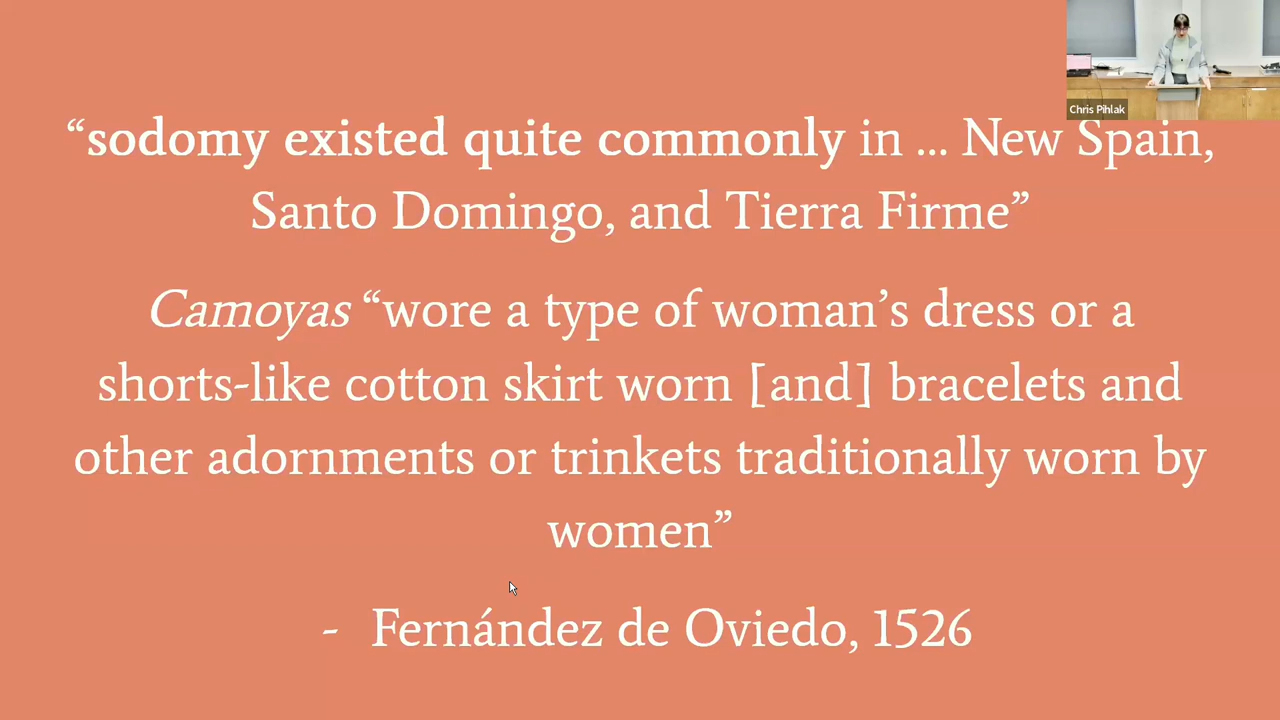 Chris Pihlak
“sodomy existed quite commonly in ... New Spain,
Santo Domingo, and Tierra Firme”
Camoyas “wore a type of woman’s dress or a
shorts-like cotton skirt worn [and] bracelets and
other adornments or trinkets traditionally worn by
women”
- Fernández de Oviedo, 1526